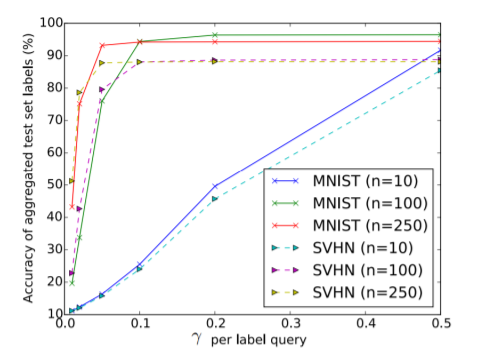 100
90
80
70
60
50
40
30
20
10
Accuracy of aggregated test set labels (%)
MNIST (n=10)
MNIST (n=100)
MNIST (n=250)
SVHN (n=10)
SVHN (n=100)
SVHN (n=250)
0.0 0.1 0.2 0.3 0.4 0.5
γ per label query